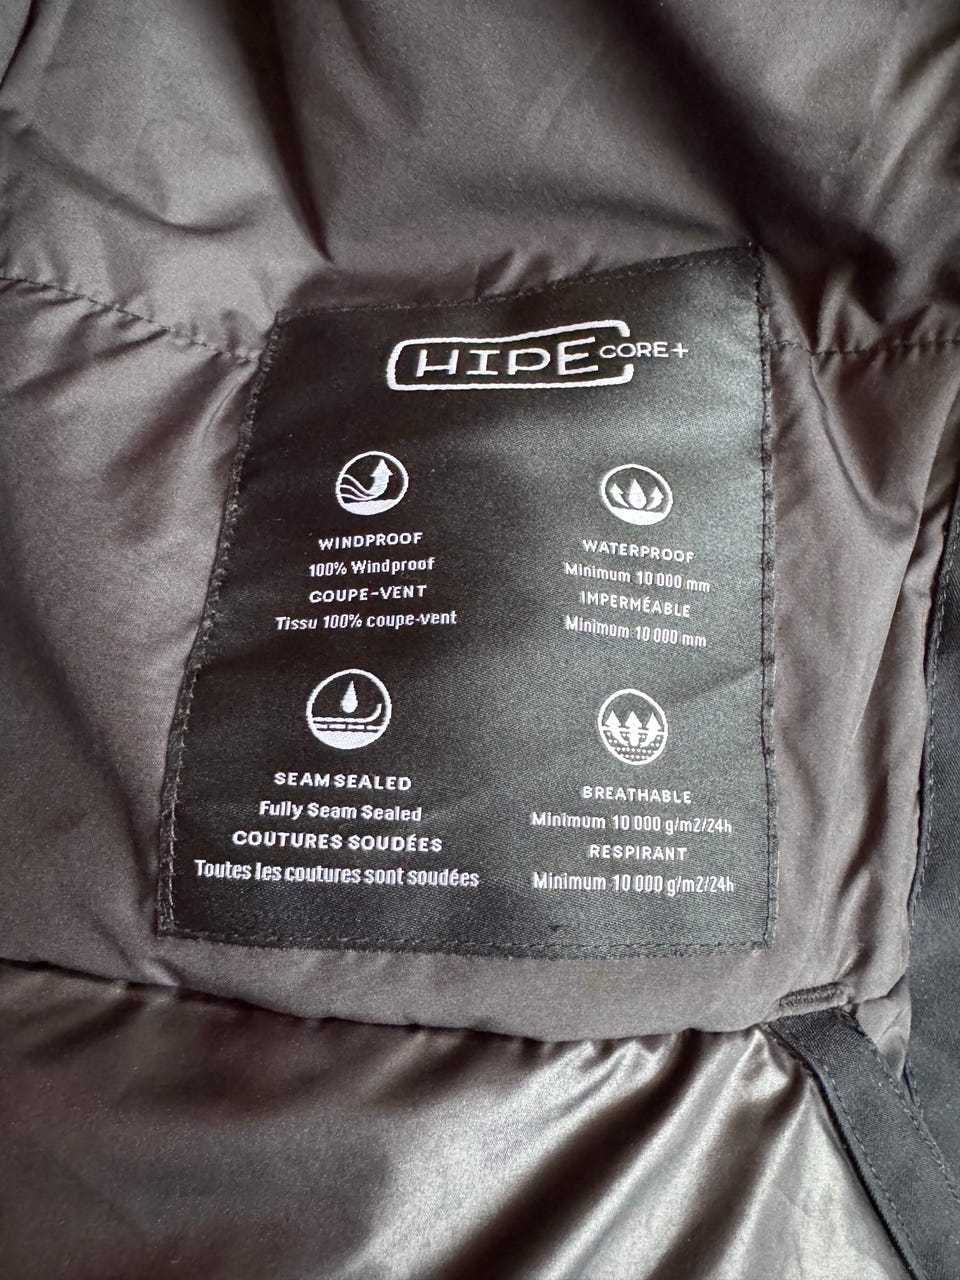 HIPE CORE+
WINDPROOF
100% Windproof
COUPE-VENT
Tissu 100% coupe-vent
WATERPROOF
Minimum 10 000 mm
IMPERMÉABLE
Minimum 10 000 mm
SEAM SEALED
Fully Seam Sealed
COUTURES SOUDÉES
Toutes les coutures sont soudées
BREATHABLE
Minimum 10 000 g/m2/24h
RESPIRANT
Minimum 10 000 g/m2/24h